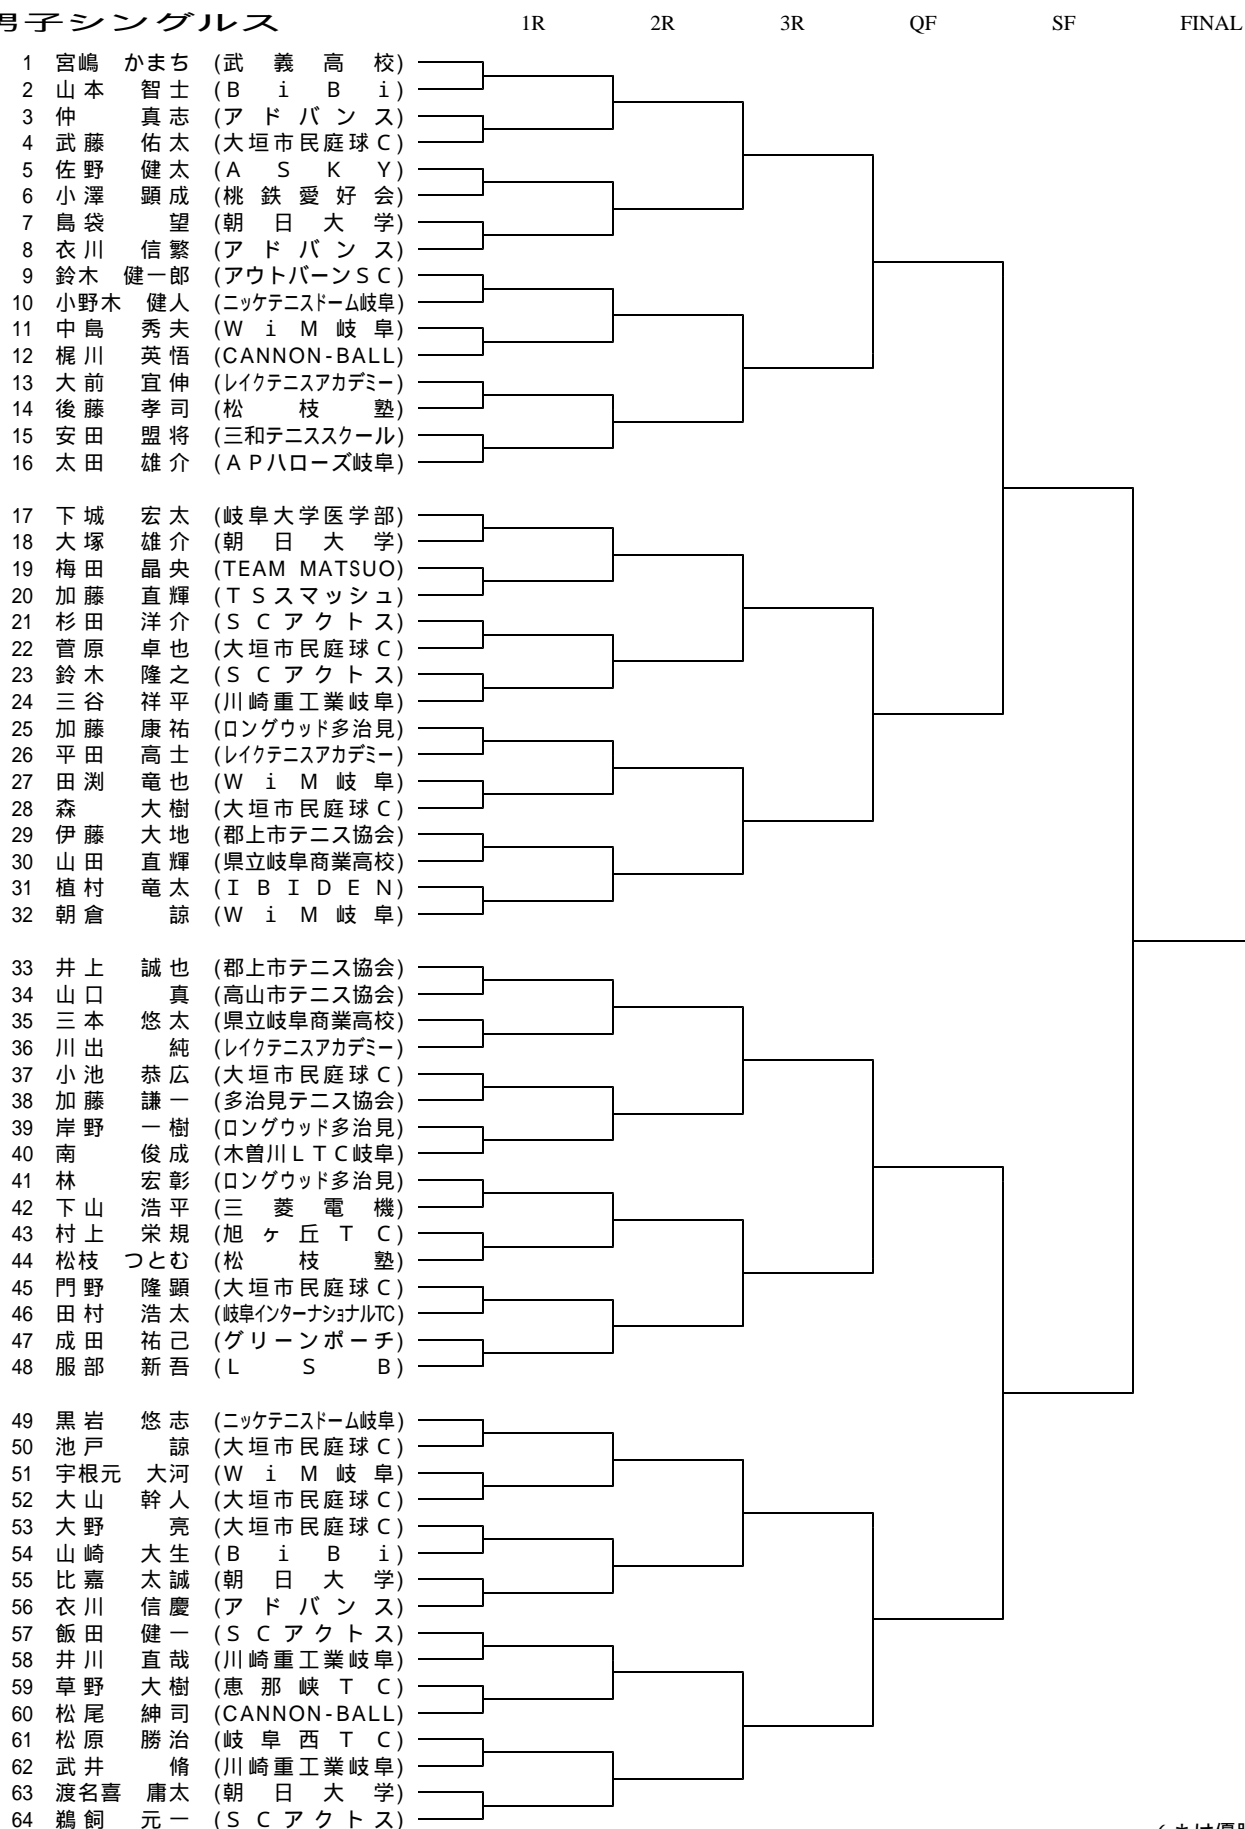 男子シングルス 1R 2R 3R QF SF FINAL
1 宮嶋 かまち (武義高校)
2 山本 智士 (BiBi)
3 仲 真志 (アドバンス)
4 武藤 佑太 (大垣市民庭球C)
5 佐野 健太 (ASKY)
6 小澤 顕成 (桃鉄愛好会)
7 島袋 望 (朝日大学)
8 衣川 信繁 (アドバンス)
9 鈴木 健一郎 (アウトバーンSC)
10 小野木 健人 (ニッケテニスドーム岐阜)
11 中島 秀夫 (WiM岐阜)
12 梶川 英悟 (CANNON-BALL)
13 大前 宜伸 (レイクテニスアカデミー)
14 後藤 孝司 (松枝塾)
15 安田 盟将 (三和テニススクール)
16 太田 雄介 (APハローズ岐阜)
17 下城 宏太 (岐阜大学医学部)
18 大塚 雄介 (朝日大学)
19 梅田 晶央 (TEAM MATSUO)
20 加藤 直輝 (TSスマッシュ)
21 杉田 洋介 (SCアクトス)
22 菅原 卓也 (大垣市民庭球C)
23 鈴木 隆之 (SCアクトス)
24 三谷 祥平 (川崎重工業岐阜)
25 加藤 康祐 (ロングウッド多治見)
26 平田 高士 (レイクテニスアカデミー)
27 田渕 竜也 (WiM岐阜)
28 森 大樹 (大垣市民庭球C)
29 伊藤 大地 (郡上市テニス協会)
30 山田 直輝 (県立岐阜商業高校)
31 植村 竜太 (IBIDEN)
32 朝倉 諒 (WiM岐阜)
33 井上 誠也 (郡上市テニス協会)
34 山口 真 (高山市テニス協会)
35 三本 悠太 (県立岐阜商業高校)
36 川出 純 (レイクテニスアカデミー)
37 小池 恭広 (大垣市民庭球C)
38 加藤 謙一 (多治見テニス協会)
39 岸野 一樹 (ロングウッド多治見)
40 南 俊成 (木曽川LTC岐阜)
41 林 宏彰 (ロングウッド多治見)
42 下山 浩平 (三菱電機)
43 村上 栄規 (旭ヶ丘TC)
44 松枝 つとむ (松枝塾)
45 門野 隆顕 (大垣市民庭球C)
46 田村 浩太 (岐阜インターナショナルTC)
47 成田 祐己 (グリーンポーチ)
48 服部 新吾 (LSB)
49 黒岩 悠志 (ニッケテニスドーム岐阜)
50 池戸 諒 (大垣市民庭球C)
51 宇根元 大河 (WiM岐阜)
52 大山 幹人 (大垣市民庭球C)
53 大野 亮 (大垣市民庭球C)
54 山崎 大生 (BiBi)
55 比嘉 太誠 (朝日大学)
56 衣川 信慶 (アドバンス)
57 飯田 健一 (SCアクトス)
58 井川 直哉 (川崎重工業岐阜)
59 草野 大樹 (恵那峡TC)
60 松尾 紳司 (CANNON-BALL)
61 松原 勝治 (岐阜西TC)
62 武井 脩 (川崎重工業岐阜)
63 渡名喜 庸太 (朝日大学)
64 鵜飼 元一 (SCアクトス)